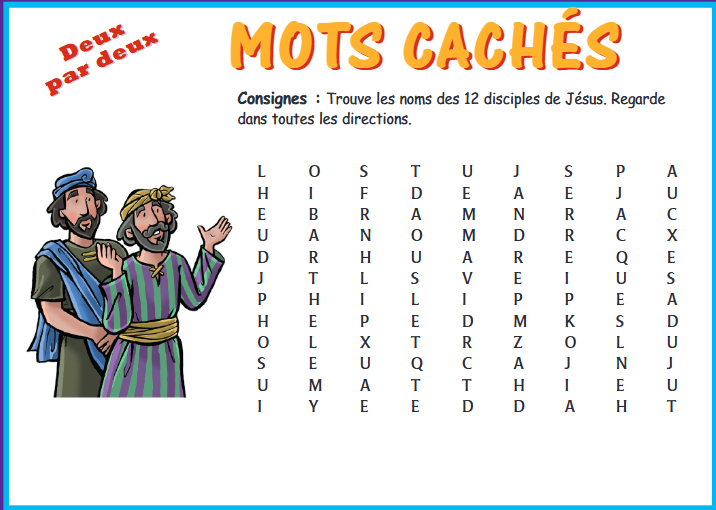 Deux
par deux
MOTS CACHÉS
Consignes : Trouve les noms des 12 disciples de Jésus. Regarde
dans toutes les directions.
L O S T U J S P A
H I F D E A E J U
E B R A M N R A C
U A N O M D R C X
D R H U A R E Q E
J T L S V E I U S
P H I L I P P E A
H E P E D M K S D
O L X T R Z O L U
S E U Q C A J N J
U M A T T H I E U
I Y E E D D A H T